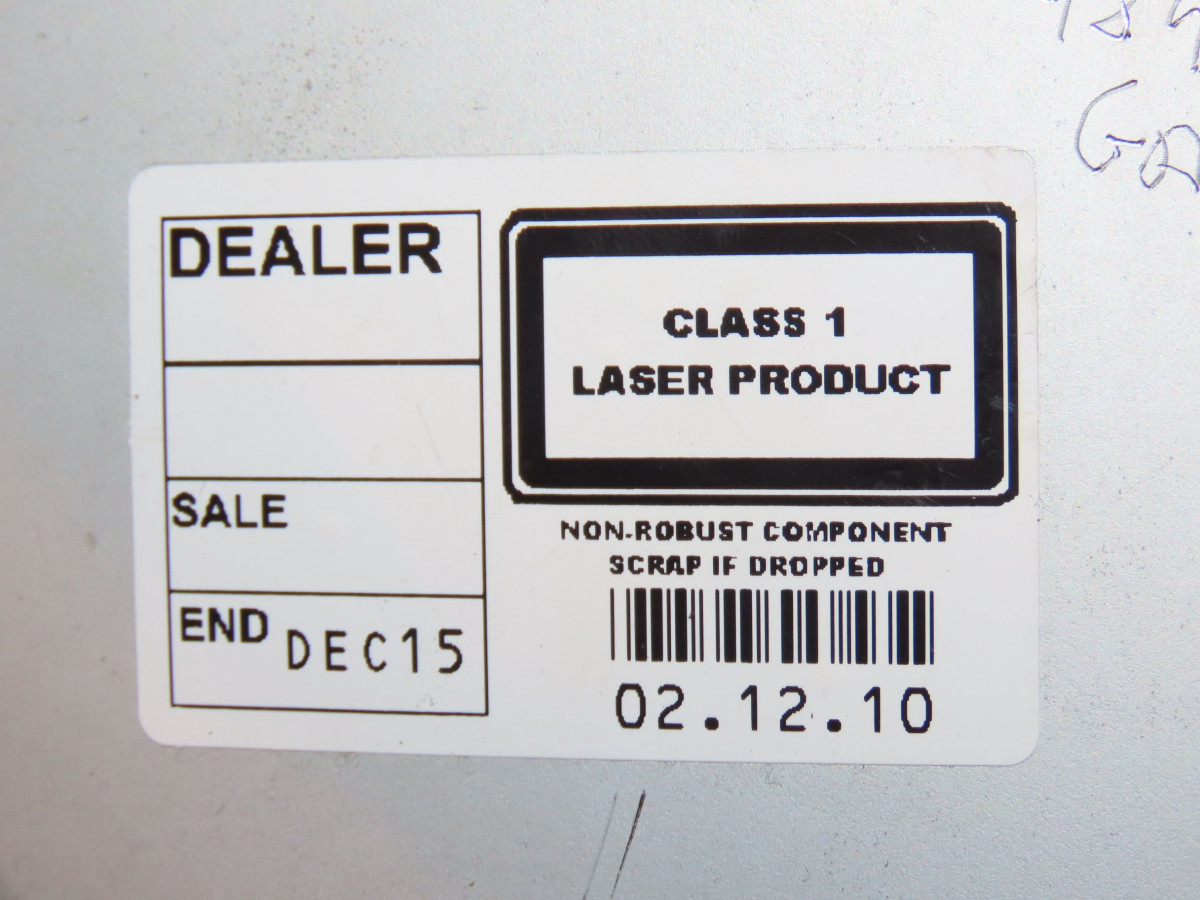 DEALER
SALE
END DEC15
CLASS 1
LASER PRODUCT
NON-ROBUST COMPONENT
SCRAP IF DROPPED
02.12.10